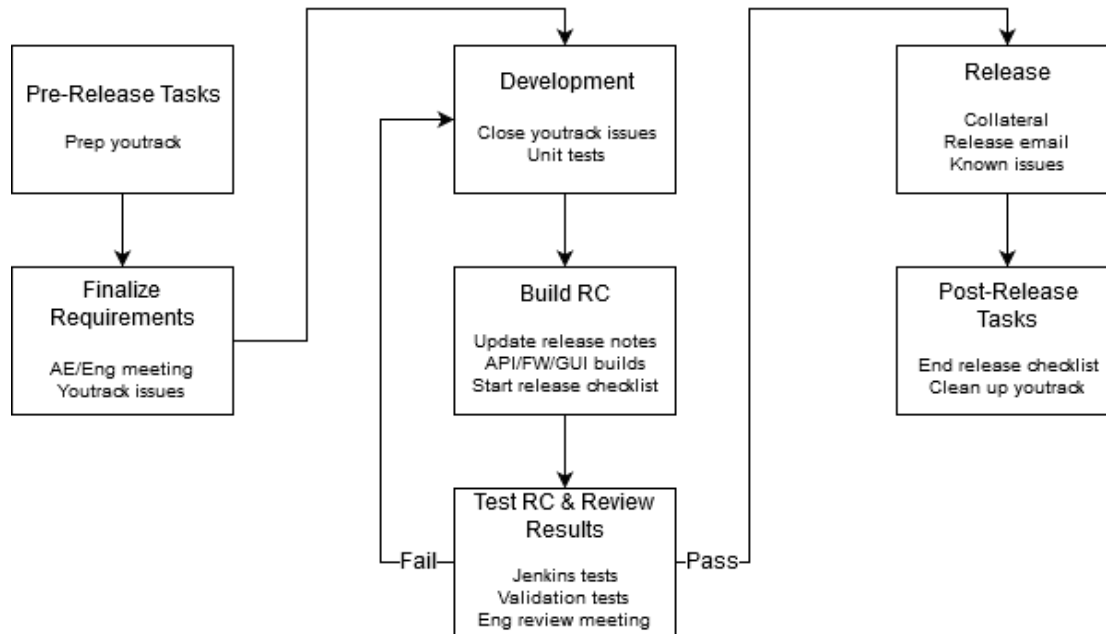 Pre-Release Tasks
Prep youtrack
Finalize
Requirements
AE/Eng meeting
Youtrack issues
Development
Close youtrack issues
Unit tests
Build RC
Update release notes
API/FW/GUI builds
Start release checklist
Test RC & Review
Results
Jenkins tests
Validation tests
Eng review meeting
Fail
Pass
Release
Collateral
Release email
Known issues
Post-Release
Tasks
End release checklist
Clean up youtrack